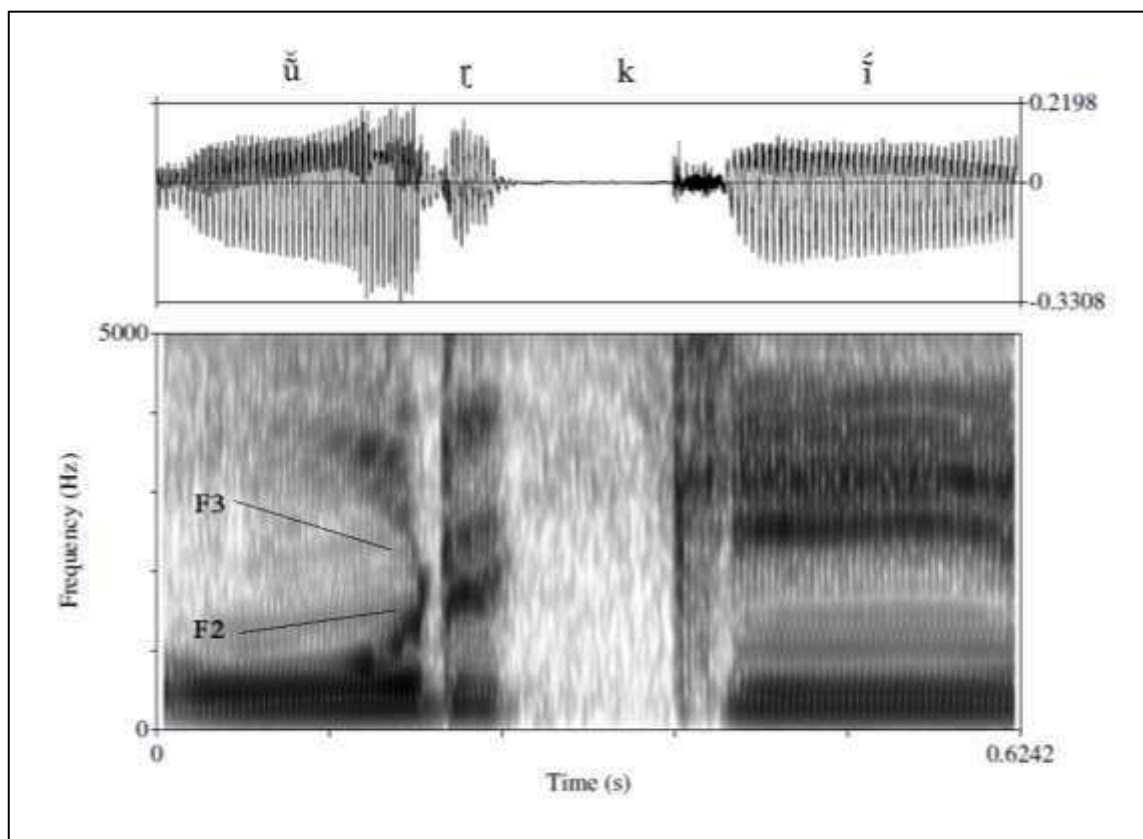 ṹ̌ ɽ k ĩ́
0.2198
0
-0.3308
5000
F3
Frequency (Hz)
F2
0
0 0.6242
Time (s)